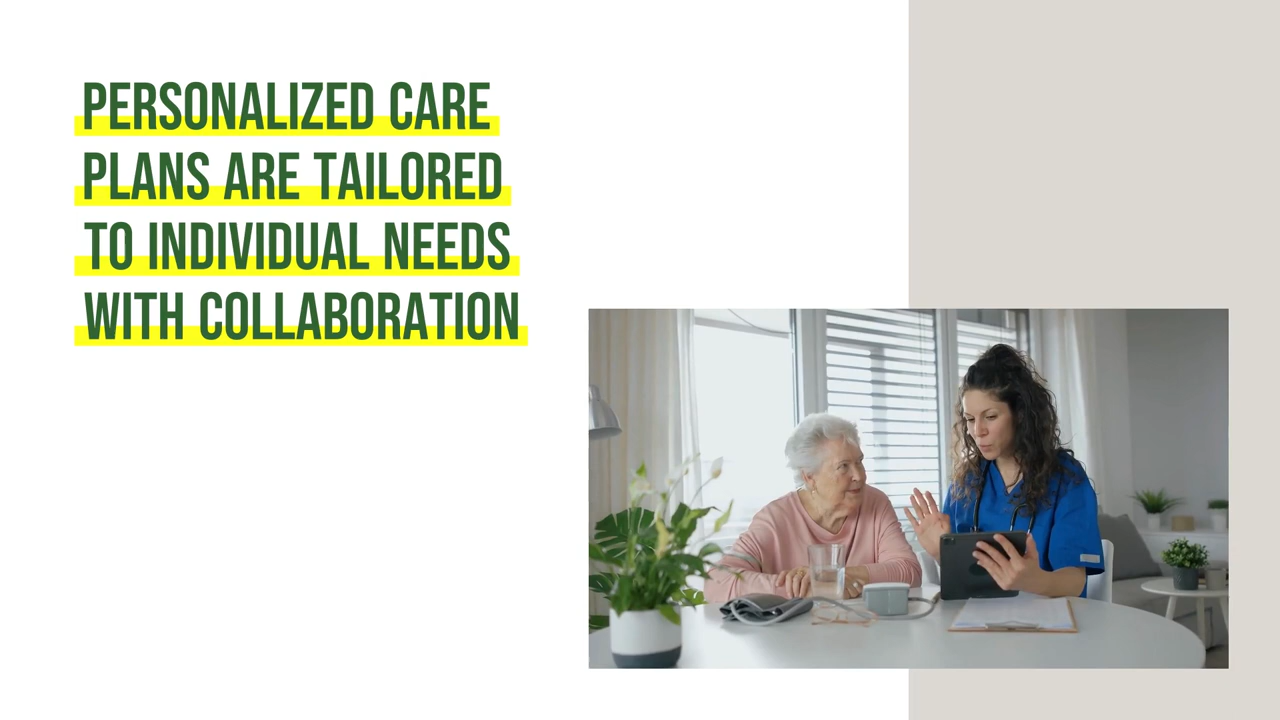 PERSONALIZED CARE
PLANS ARE TAILORED
TO INDIVIDUAL NEEDS
WITH COLLABORATION